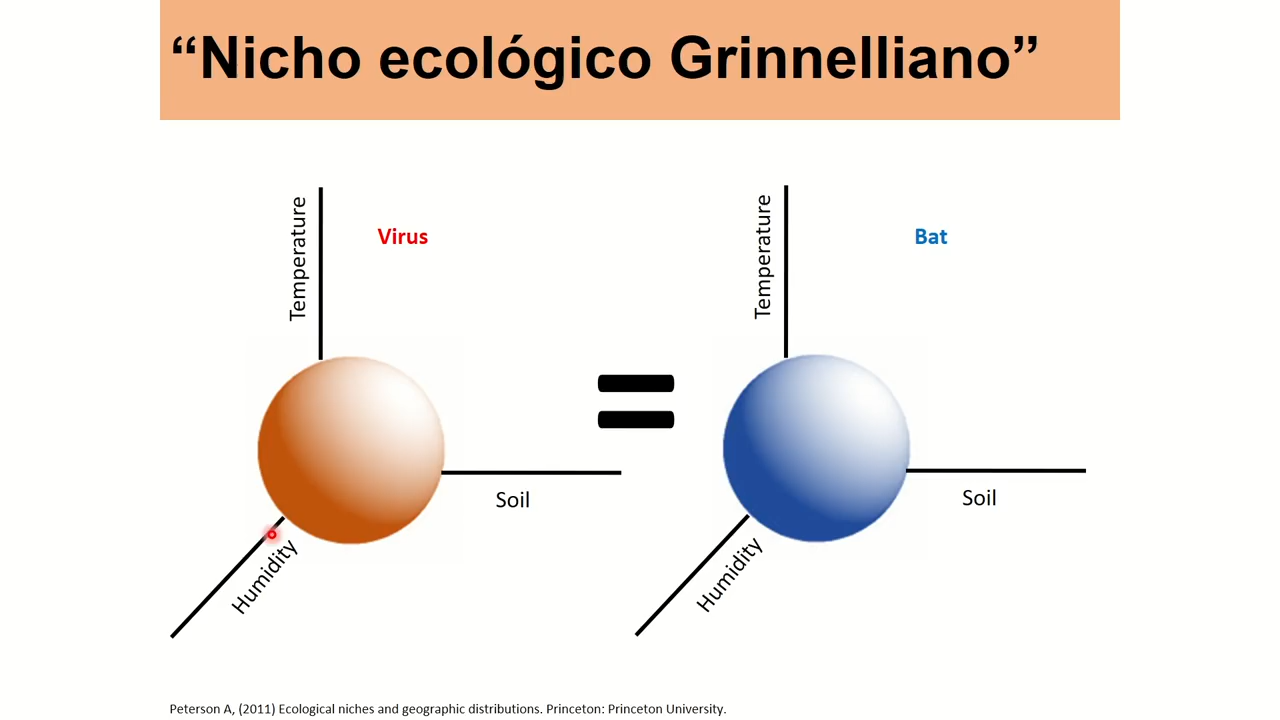 “Nicho ecológico Grinnelliano”
Temperature
Virus
Temperature
Bat
Soil
Soil
Humidity
Humidity
Peterson A, (2011) Ecological niches and geographic distributions. Princeton: Princeton University.